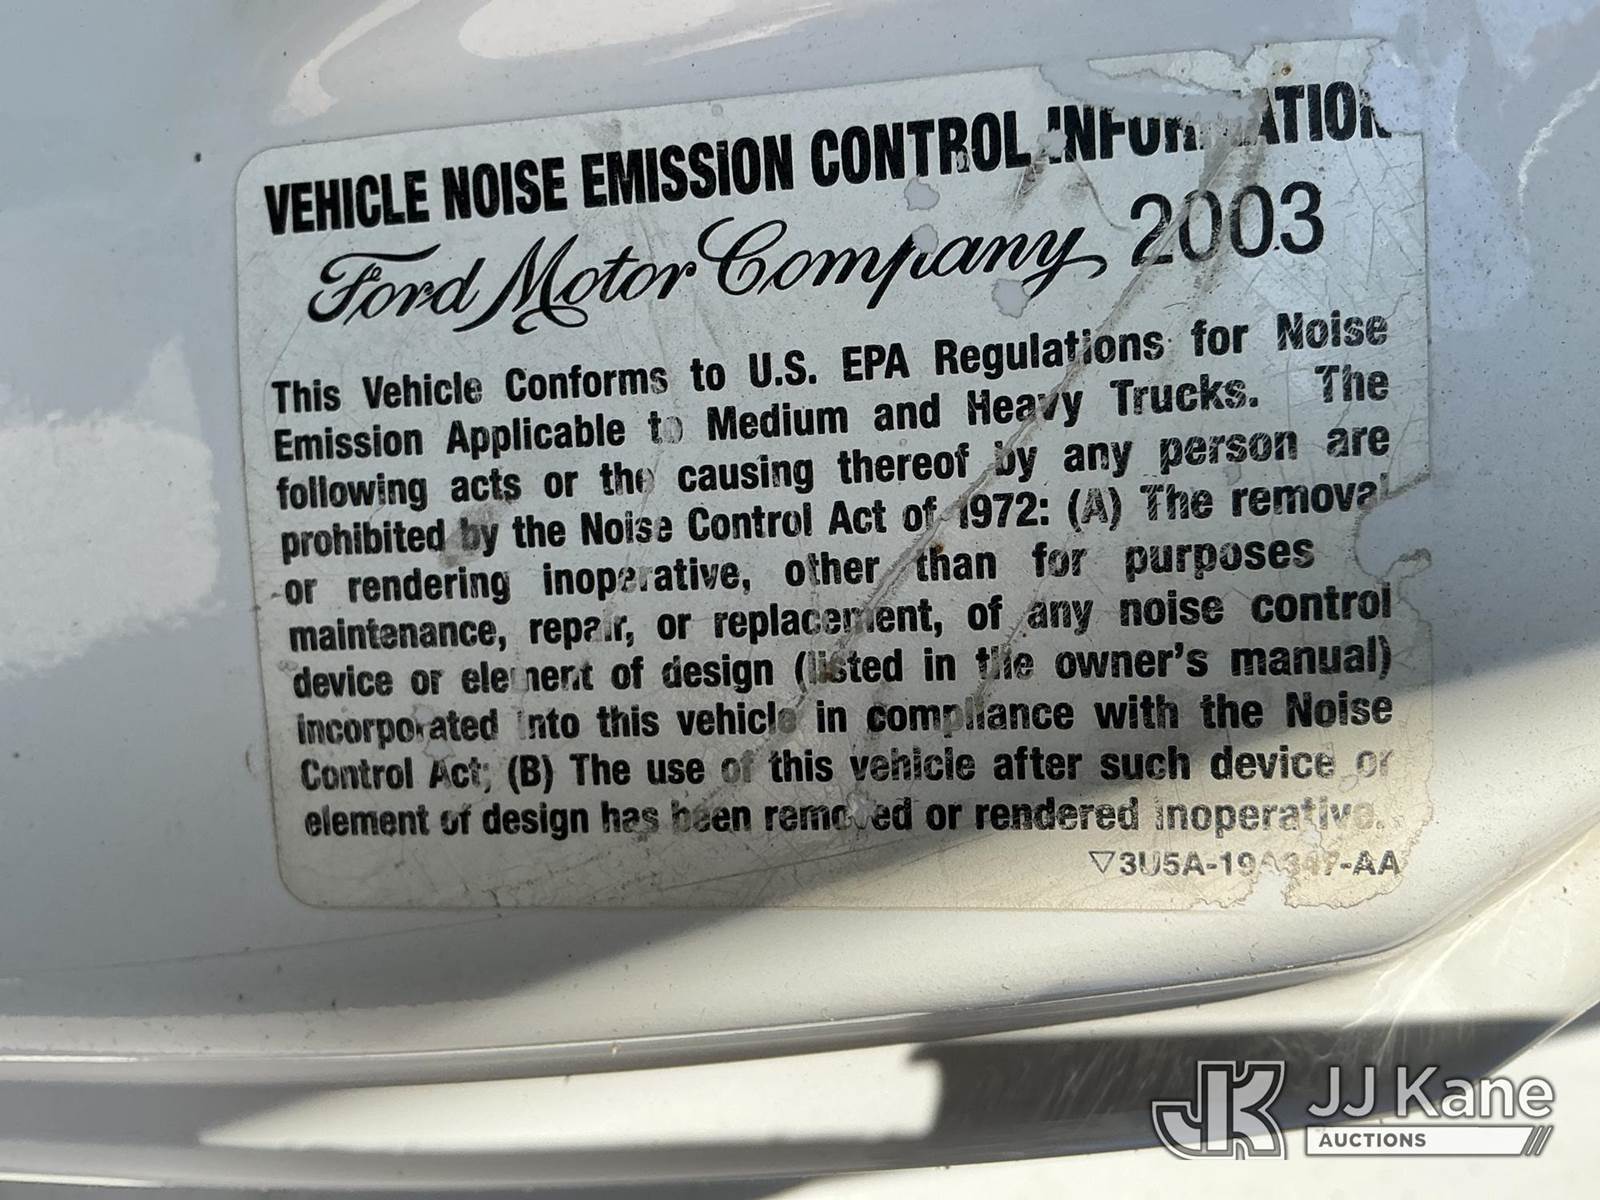 VEHICLE NOISE EMISSION CONTROL INFORMATION
Ford Motor Company 2003
This Vehicle Conforms to U.S. EPA Regulations for Noise
Emission Applicable to Medium and Heavy Trucks. The
following acts or the causing thereof by any person are
prohibited by the Noise Control Act of 1972: (A) The removal
or rendering inoperative, other than for purposes
maintenance, repair, or replacement, of any noise control
device or element of design (listed in the owner's manual)
incorporated into this vehicle in compliance with the Noise
Control Act; (B) The use of this vehicle after such device or
element of design has been removed or rendered inoperative.
▽3U5A-19A347-AA
JK JJ Kane
AUCTIONS